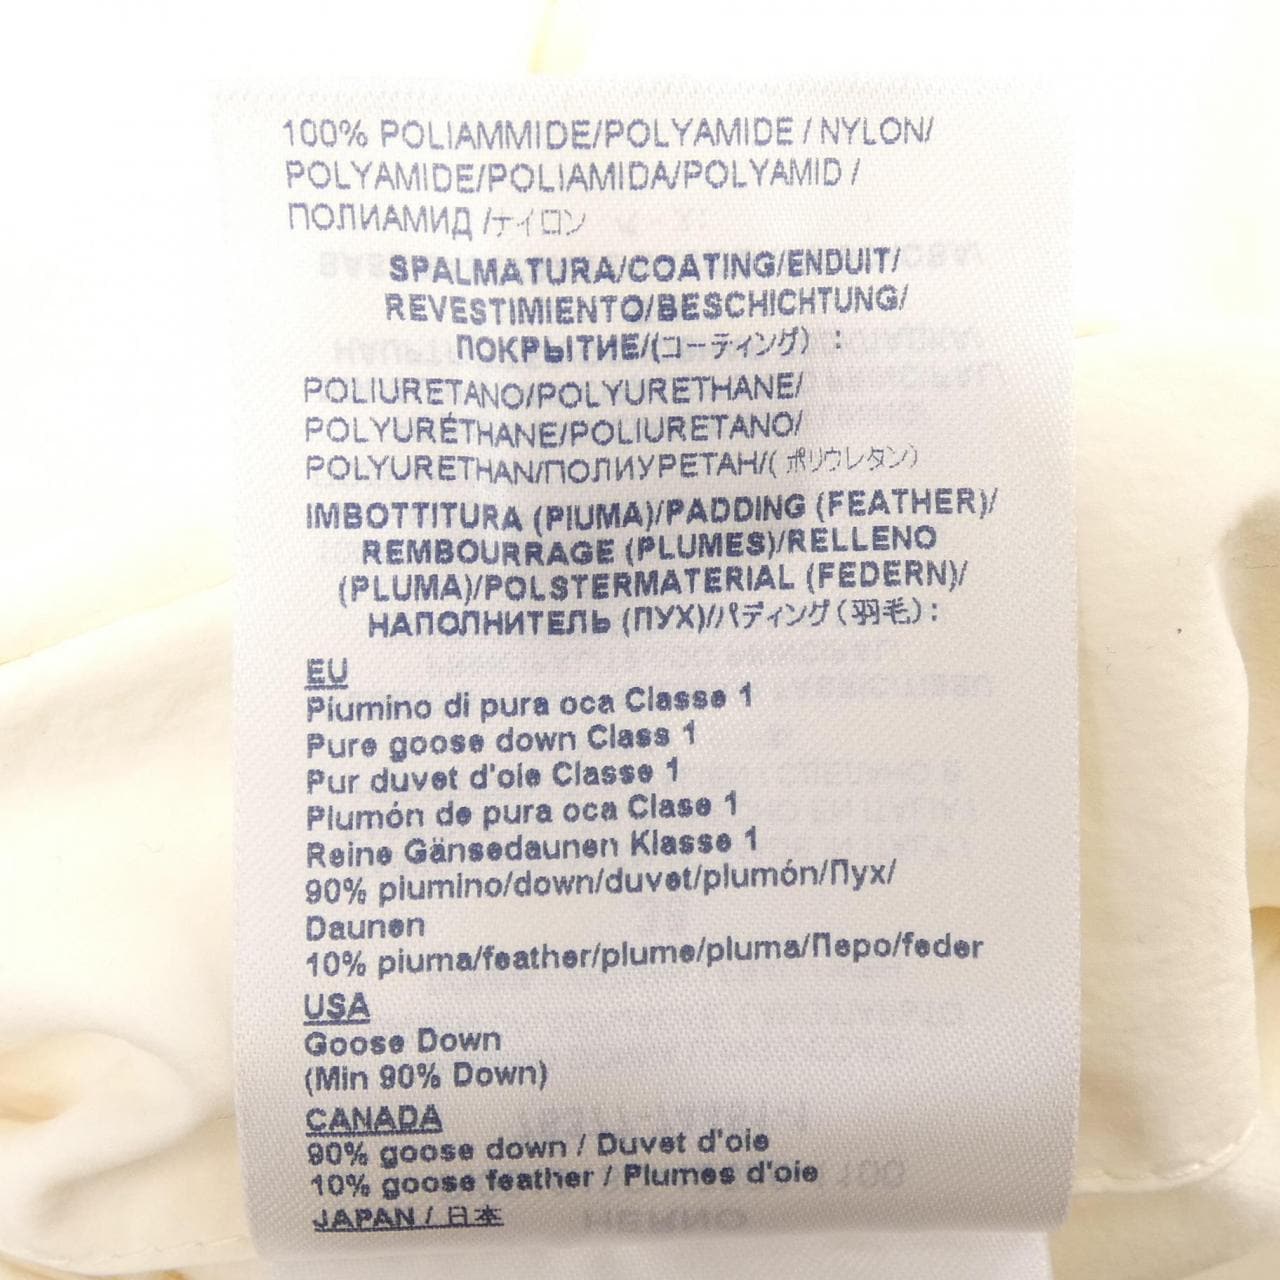 100% POLIAMMIDE/POLYAMIDE / NYLON/
POLYAMIDE/POLIAMIDA/POLYAMID /
ПОЛИАМИД /ナイロン
SPALMATURA/COATING/ENDUIT/
REVESTIMIENTO/BESCHICHTUNG/
ПОКРЫТИЕ/(コーティング) :
POLIURETANO/POLYURETHANE/
POLYURÉTHANE/POLIURETANO/
POLYURETHAN/ПОЛИУРЕТАН/( ポリウレタン)
IMBOTTITURA (PIUMA)/PADDING (FEATHER)/
REMBOURRAGE (PLUMES)/RELLENO
(PLUMA)/POLSTERMATERIAL (FEDERN)/
НАПОЛНИТЕЛЬ (ПУХ)//パディング(羽毛):
EU
Piumino di pura oca Classe 1
Pure goose down Class 1
Pur duvet d'oie Classe 1
Plumón de pura oca Clase 1
Reine Gänsedaunen Klasse 1
90% piumino/down/duvet/plumón/Пух/
Daunen
10% piuma/feather/plume/pluma/Перо/feder
USA
Goose Down
(Min 90% Down)
CANADA
90% goose down / Duvet d'oie
10% goose feather / Plumes d'oie
JAPAN / 日本